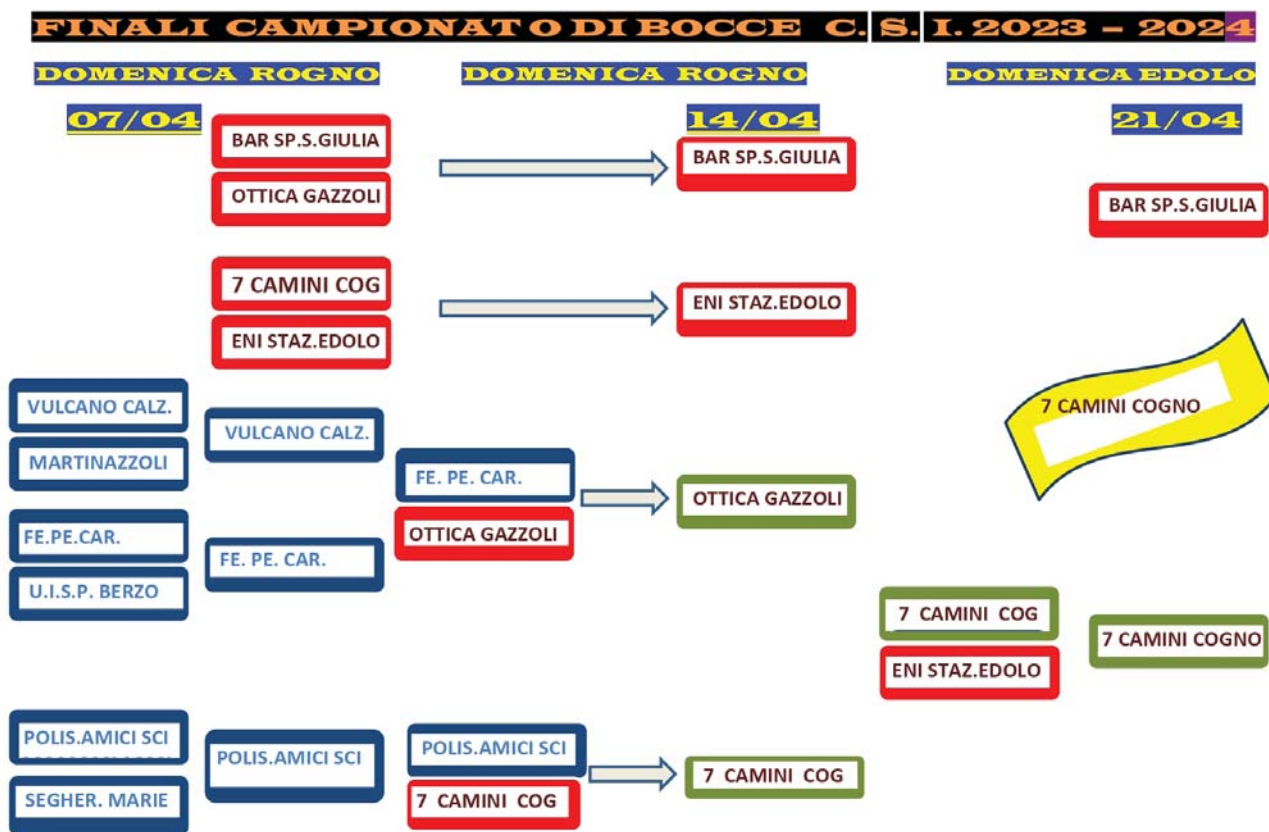 FINALI CAMPIONATO DI BOCCE C. S. I. 2023 – 2024
DOMENICA ROGNO
DOMENICA ROGNO
DOMENICA EDOLO
07/04
14/04
21/04
BAR SP.S.GIULIA
OTTICA GAZZOLI
BAR SP.S.GIULIA
BAR SP.S.GIULIA
7 CAMINI COG
ENI STAZ.EDOLO
ENI STAZ.EDOLO
7 CAMINI COGNO
VULCANO CALZ.
MARTINAZZOLI
VULCANO CALZ.
FE. PE. CAR.
OTTICA GAZZOLI
OTTICA GAZZOLI
FE.PE.CAR.
U.I.S.P. BERZO
FE. PE. CAR.
7 CAMINI COG
ENI STAZ.EDOLO
7 CAMINI COGNO
POLIS.AMICI SCI
SEGHER. MARIE
POLIS.AMICI SCI
POLIS.AMICI SCI
7 CAMINI COG
7 CAMINI COG